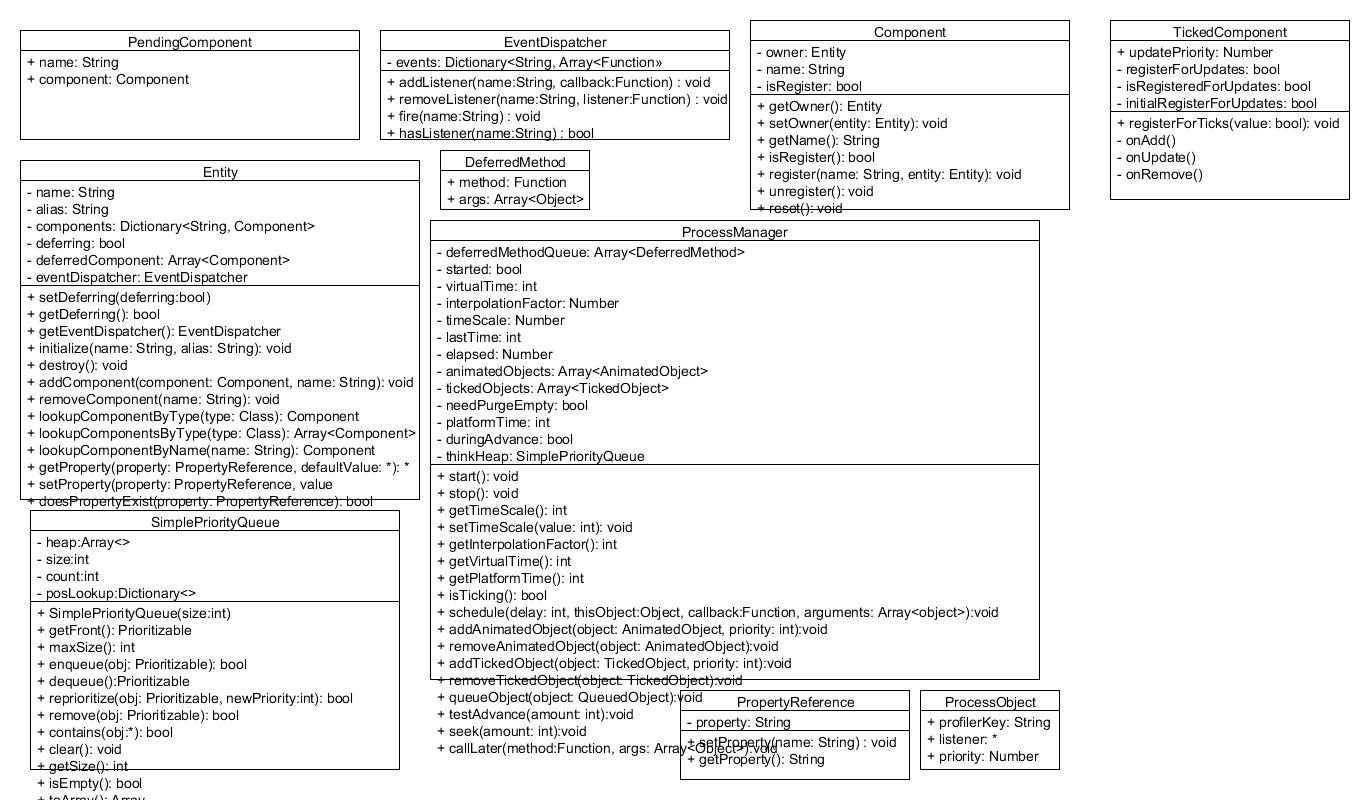 PendingComponent
+ name: String
+ component: Component
EventDispatcher
- events: Dictionary<String, Array<Function»
+ addListener(name:String, callback:Function) : void
+ removeListener(name:String, listener:Function) : void
+ fire(name:String) : void
+ hasListener(name:String) : bool
Component
- owner: Entity
- name: String
- isRegister: bool
+ getOwner(): Entity
+ setOwner(entity: Entity): void
+ getName(): String
+ isRegister(): bool
+ register(name: String, entity: Entity): void
+ unregister(): void
+ reset(): void
TickedComponent
+ updatePriority: Number
- registerForUpdates: bool
- isRegisteredForUpdates: bool
- initialRegisterForUpdates: bool
+ registerForTicks(value: bool): void
- onAdd()
- onUpdate()
- onRemove()
Entity
- name: String
- alias: String
- components: Dictionary<String, Component>
- deferring: bool
- deferredComponent: Array<Component>
- eventDispatcher: EventDispatcher
+ setDeferring(deferring:bool)
+ getDeferring(): bool
+ getEventDispatcher(): EventDispatcher
+ initialize(name: String, alias: String): void
+ destroy(): void
+ addComponent(component: Component, name: String): void
+ removeComponent(name: String): void
+ lookupComponentByType(type: Class): Component
+ lookupComponentsByType(type: Class): Array<Component>
+ lookupComponentByName(name: String): Component
+ getProperty(property: PropertyReference, defaultValue: *): *
+ setProperty(property: PropertyReference, value
+ doesPropertyExist(property: PropertyReference): bool
DeferredMethod
+ method: Function
+ args: Array<Object>
ProcessManager
- deferredMethodQueue: Array<DeferredMethod>
- started: bool
- virtualTime: int
- interpolationFactor: Number
- timeScale: Number
- lastTime: int
- elapsed: Number
- animatedObjects: Array<AnimatedObject>
- tickedObjects: Array<TickedObject>
- needPurgeEmpty: bool
- platformTime: int
- duringAdvance: bool
- thinkHeap: SimplePriorityQueue
+ start(): void
+ stop(): void
+ getTimeScale(): int
+ setTimeScale(value: int): void
+ getInterpolationFactor(): int
+ getVirtualTime(): int
+ getPlatformTime(): int
+ isTicking(): bool
+ schedule(delay: int, thisObject:Object, callback:Function, arguments: Array<object>):void
+ addAnimatedObject(object: AnimatedObject, priority: int):void
+ removeAnimatedObject(object: AnimatedObject):void
+ addTickedObject(object: TickedObject, priority: int):void
+ removeTickedObject(object: TickedObject):void
+ queueObject(object: QueuedObject):void
+ testAdvance(amount: int):void
+ seek(amount: int):void
+ callLater(method:Function, args: Array<Object>):void
SimplePriorityQueue
- heap:Array<>
- size:int
- count:int
- posLookup:Dictionary<>
+ SimplePriorityQueue(size:int)
+ getFront(): Prioritizable
+ maxSize(): int
+ enqueue(obj: Prioritizable): bool
+ dequeue():Prioritizable
+ reprioritize(obj: Prioritizable, newPriority:int): bool
+ remove(obj: Prioritizable): bool
+ contains(obj:*): bool
+ clear(): void
+ getSize(): int
+ isEmpty(): bool
+ toArray(): Array
PropertyReference
- property: String
+ setProperty(name: String) : void
+ getProperty(): String
ProcessObject
+ profilerKey: String
+ listener: *
+ priority: Number